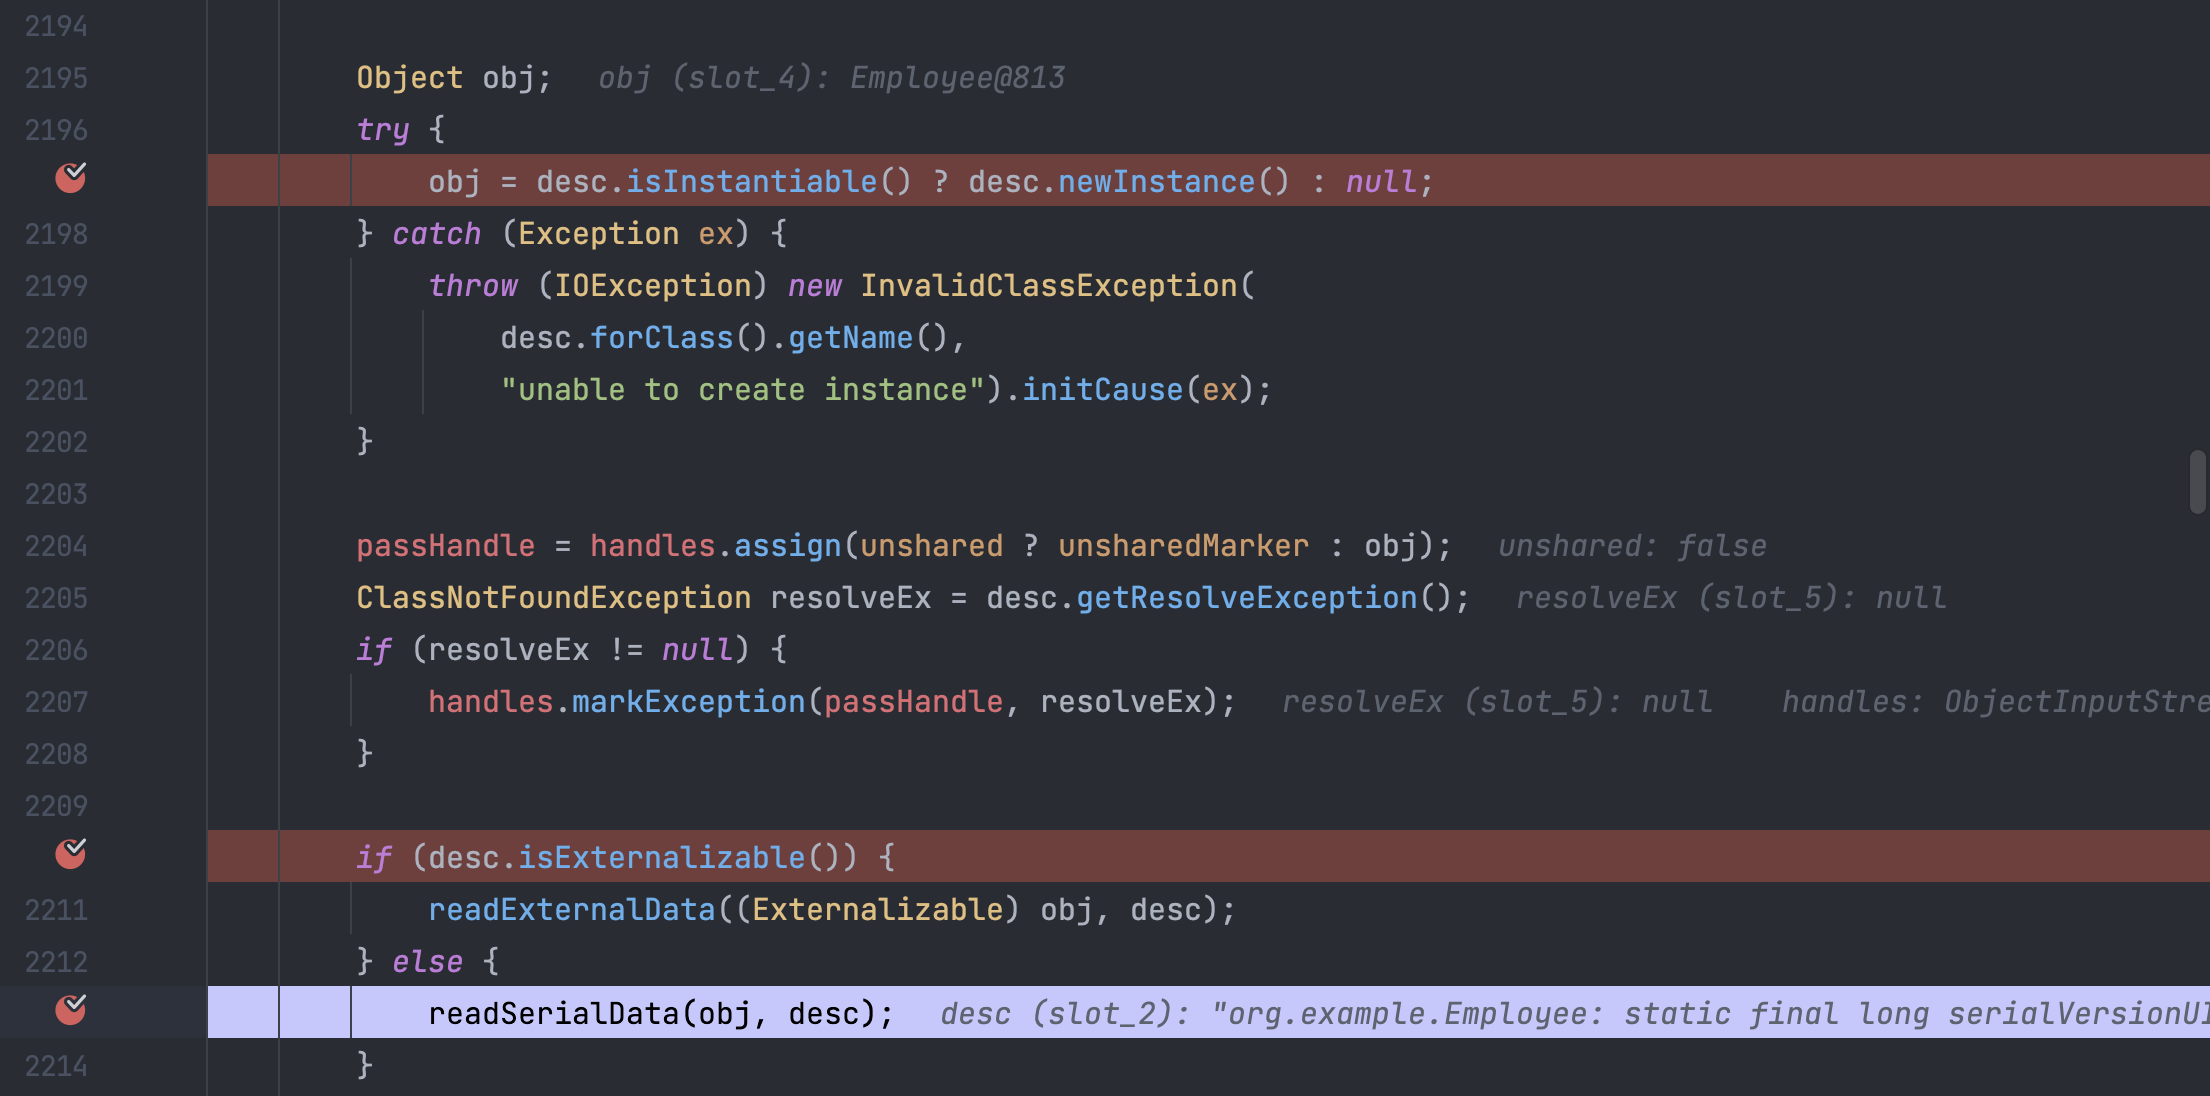 2194
2195 Object obj; obj (slot_4): Employee@813
2196 try {
obj = desc.isInstantiable() ? desc.newInstance() : null;
2198 } catch (Exception ex) {
2199 throw (IOException) new InvalidClassException(
2200 desc.forClass().getName(),
2201 "unable to create instance").initCause(ex);
2202 }
2203
2204 passHandle = handles.assign(unshared ? unsharedMarker : obj); unshared: false
2205 ClassNotFoundException resolveEx = desc.getResolveException(); resolveEx (slot_5): null
2206 if (resolveEx != null) {
2207 handles.markException(passHandle, resolveEx); resolveEx (slot_5): null handles: ObjectInputStre
2208 }
2209
if (desc.isExternalizable()) {
2211 readExternalData((Externalizable) obj, desc);
2212 } else {
readSerialData(obj, desc); desc (slot_2): "org.example.Employee: static final long serialVersionUI
2214 }